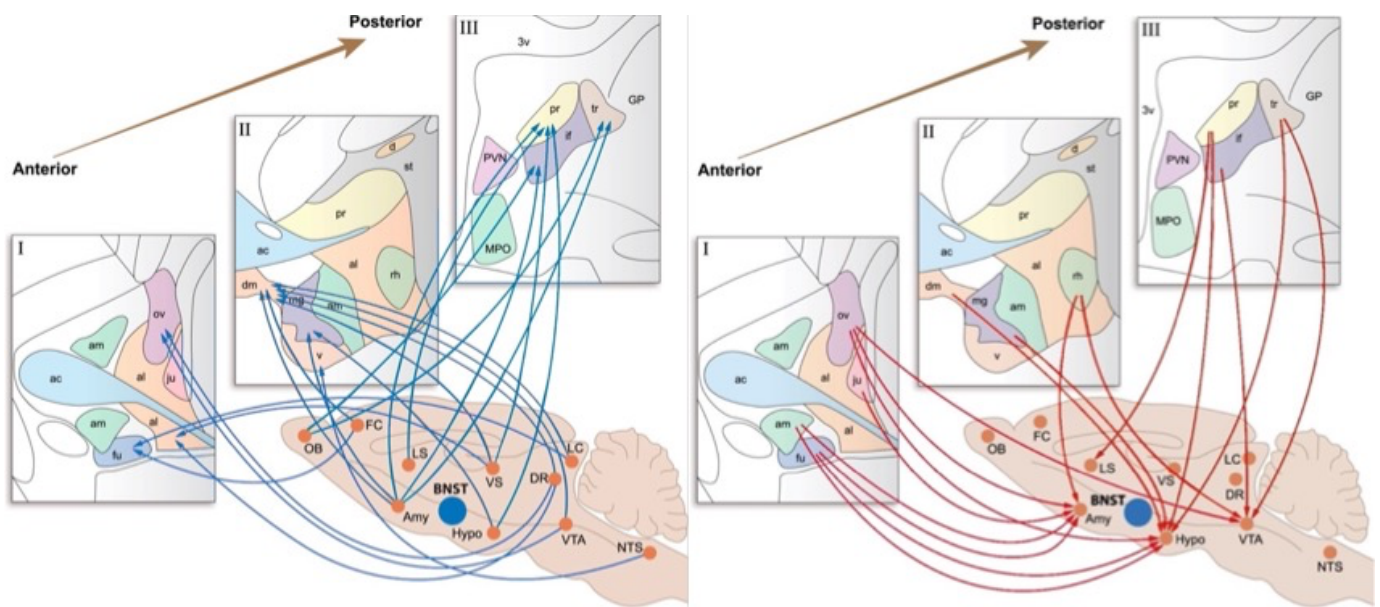 Posterior
Anterior
III
3v
pr
tr
GP
if
PVN
MPO
II
d
st
pr
ac
al
rh
dm
mg
am
v
I
ov
am
al
ju
ac
am
al
fu
OB
FC
LS
VS
LC
DR
BNST
Amy
Hypo
VTA
NTS
Posterior
Anterior
III
3v
pr
tr
GP
if
PVN
MPO
II
d
st
pr
ac
al
rh
dm
mg
am
v
I
ov
am
al
ju
ac
am
al
fu
OB
FC
LS
VS
LC
DR
BNST
Amy
Hypo
VTA
NTS